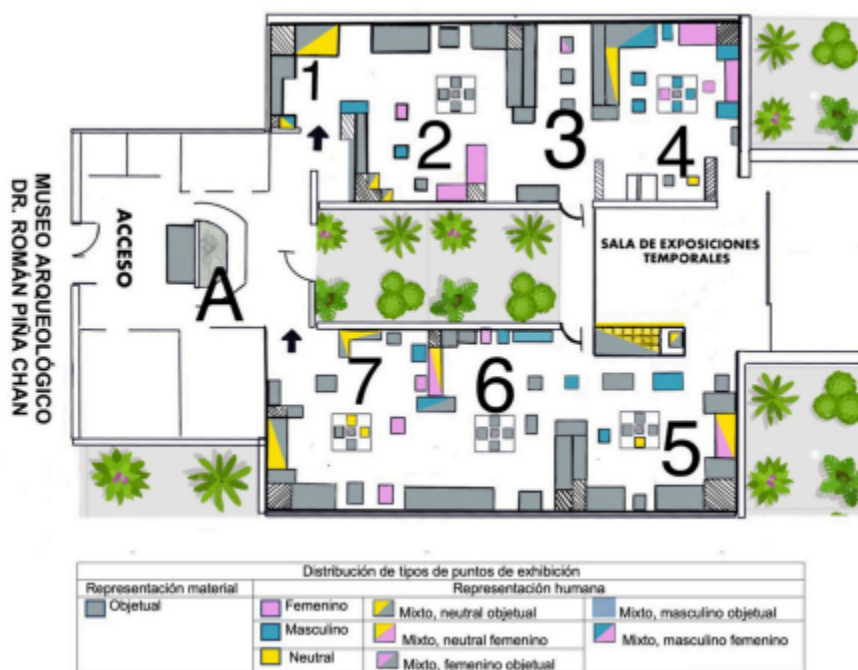 MUSEO ARQUEOLÓGICO
DR. ROMÁN PIÑA CHAN
ACCESO
A
1
2
3
4
SALA DE EXPOSICIONES
TEMPORALES
7
6
5
Distribución de tipos de puntos de exhibición
Representación material
Representación humana
Objetual
Femenino
Mixto, neutral objetual
Mixto, masculino objetual
Masculino
Mixto, neutral femenino
Mixto, masculino femenino
Neutral
Mixto, femenino objetual